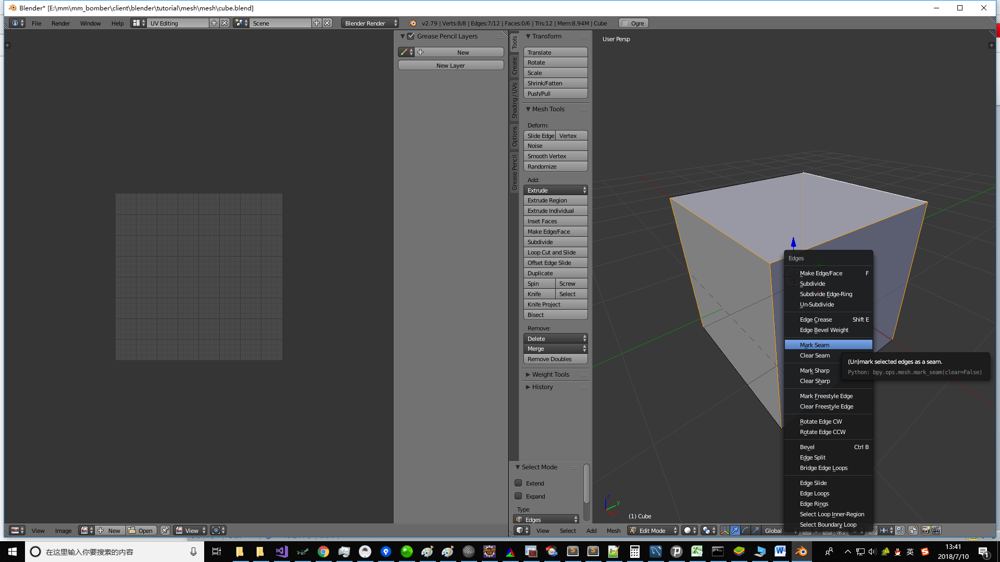 Blender* [E:\mm\mm_bomber\client\blender\tutorial\mesh\mesh\cube.blend]
File Render Window Help UV Editing Scene Blender Render v2.79 | Verts:8/8 | Edges:7/12 | Faces:0/6 | Tris:12 | Mem:8.94M | Cube Ogre
Grease Pencil Layers
New
New Layer
Tools
Create
Shading / UVs
Options
Grease Pencil
Transform
Translate
Rotate
Scale
Shrink/Fatten
Push/Pull
Mesh Tools
Deform:
Slide Edge Vertex
Noise
Smooth Vertex
Randomize
Add:
Extrude
Extrude Region
Extrude Individual
Inset Faces
Make Edge/Face
Subdivide
Loop Cut and Slide
Offset Edge Slide
Duplicate
Spin Screw
Knife Select
Knife Project
Bisect
Remove:
Delete
Merge
Remove Doubles
Weight Tools
History
Select Mode
Extend
Expand
Type
Edges
User Persp
Edges
Make Edge/Face F
Subdivide
Subdivide Edge-Ring
Un-Subdivide
Edge Crease Shift E
Edge Bevel Weight
Mark Seam
Clear Seam
Mark Sharp
Clear Sharp
Mark Freestyle Edge
Clear Freestyle Edge
Rotate Edge CW
Rotate Edge CCW
Bevel Ctrl B
Edge Split
Bridge Edge Loops
Edge Slide
Edge Loops
Edge Rings
Select Loop Inner-Region
Select Boundary Loop
(Un)mark selected edges as a seam.
Python: bpy.ops.mesh.mark_seam(clear=False)
z
y
x
(1) Cube
View Image New Open View
View Select Add Mesh Edit Mode Global
在这里输入你要搜索的内容
英
13:41
2018/7/10
1